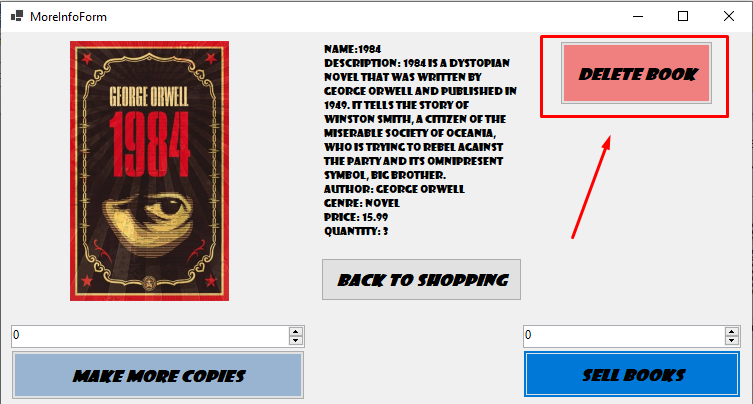 MoreInfoForm
GEORGE ORWELL
1984
NAME:1984
DESCRIPTION: 1984 IS A DYSTOPIAN
NOVEL THAT WAS WRITTEN BY
GEORGE ORWELL AND PUBLISHED IN
1949. IT TELLS THE STORY OF
WINSTON SMITH, A CITIZEN OF THE
MISERABLE SOCIETY OF OCEANIA,
WHO IS TRYING TO REBEL AGAINST
THE PARTY AND ITS OMNIPRESENT
SYMBOL, BIG BROTHER.
AUTHOR: GEORGE ORWELL
GENRE: NOVEL
PRICE: 15.99
QUANTITY: 3
DELETE BOOK
BACK TO SHOPPING
0
MAKE MORE COPIES
0
SELL BOOKS